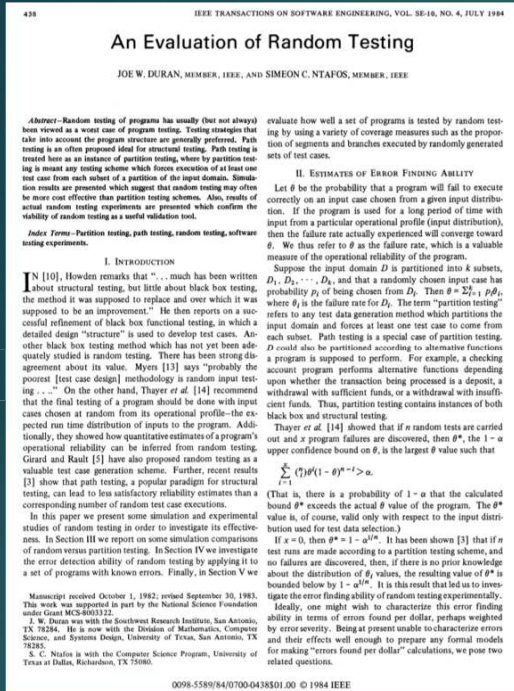 438
IEEE TRANSACTIONS ON SOFTWARE ENGINEERING, VOL. SE-10, NO. 4, JULY 1984
An Evaluation of Random Testing
JOE W. DURAN, MEMBER, IEEE, AND SIMEON C. NTAFOS, MEMBER, IEEE
Abstract—Random testing of programs has usually (but not always)
been viewed as a worst case of program testing. Testing strategies that
take into account the program structure are generally preferred. Path
testing is an often proposed ideal for structural testing. Path testing is
treated here as an instance of partition testing, where by partition test-
ing is meant any testing scheme which forces execution of at least one
test case from each subset of a partition of the input domain. Simula-
tion results are presented which suggest that random testing may often
be more cost effective than partition testing schemes. Also, results of
actual random testing experiments are presented which confirm the
viability of random testing as a useful validation tool.
Index Terms—Partition testing, path testing, random testing, software
testing experiments.
I. INTRODUCTION
IN [10], Howden remarks that "... much has been written
about structural testing, but little about black box testing,
the method it was supposed to replace and over which it was
supposed to be an improvement." He then reports on a suc-
cessful refinement of black box functional testing, in which a
detailed design "structure" is used to develop test cases. An-
other black box testing method which has not yet been ade-
quately studied is random testing. There has been strong dis-
agreement about its value. Myers [13] says "probably the
poorest [test case design] methodology is random input test-
ing . . .." On the other hand, Thayer et al. [14] recommend
that the final testing of a program should be done with input
cases chosen at random from its operational profile—the ex-
pected run time distribution of inputs to the program. Addi-
tionally, they showed how quantitative estimates of a program's
operational reliability can be inferred from random testing.
Girard and Rault [5] have also proposed random testing as a
valuable test case generation scheme. Further, recent results
[3] show that path testing, a popular paradigm for structural
testing, can lead to less satisfactory reliability estimates than a
corresponding number of random test case executions.
In this paper we present some simulation and experimental
studies of random testing in order to investigate its effective-
ness. In Section III we report on some simulation comparisons
of random versus partition testing. In Section IV we investigate
the error detection ability of random testing by applying it to
a set of programs with known errors. Finally, in Section V we
Manuscript received October 1, 1982; revised September 30, 1983.
This work was supported in part by the National Science Foundation
under Grant MCS-8003322.
J. W. Duran was with the Southwest Research Institute, San Antonio,
TX 78284. He is now with the Division of Mathematics, Computer
Science, and Systems Design, University of Texas, San Antonio, TX
78285.
S. C. Ntafos is with the Computer Science Program, University of
Texas at Dallas, Richardson, TX 75080.
evaluate how well a set of programs is tested by random test-
ing by using a variety of coverage measures such as the propor-
tion of segments and branches executed by randomly generated
sets of test cases.
II. ESTIMATES OF ERROR FINDING ABILITY
Let θ be the probability that a program will fail to execute
correctly on an input case chosen from a given input distribu-
tion. If the program is used for a long period of time with
input from a particular operational profile (input distribution),
then the failure rate actually experienced will converge toward
θ. We thus refer to θ as the failure rate, which is a valuable
measure of the operational reliability of the program.
Suppose the input domain D is partitioned into k subsets,
D₁, D₂, · · · , Dₖ, and that a randomly chosen input case has
probability pᵢ of being chosen from Dᵢ. Then θ = Σᵏᵢ₌₁ pᵢθᵢ,
where θᵢ is the failure rate for Dᵢ. The term "partition testing"
refers to any test data generation method which partitions the
input domain and forces at least one test case to come from
each subset. Path testing is a special case of partition testing.
D could also be partitioned according to alternative functions
a program is supposed to perform. For example, a checking
account program performs alternative functions depending
upon whether the transaction being processed is a deposit, a
withdrawal with sufficient funds, or a withdrawal with insuffi-
cient funds. Thus, partition testing contains instances of both
black box and structural testing.
Thayer et al. [14] showed that if n random tests are carried
out and x program failures are discovered, then θ*, the 1 - α
upper confidence bound on θ, is the largest θ value such that
Σ (ⁿᵢ)θⁱ(1 - θ)ⁿ⁻ⁱ > α.
(That is, there is a probability of 1 - α that the calculated
bound θ* exceeds the actual θ value of the program. The θ*
value is, of course, valid only with respect to the input distri-
bution used for test data selection.)
If x = 0, then θ* = 1 - α¹ᐟⁿ. It has been shown [3] that if n
test runs are made according to a partition testing scheme, and
no failures are discovered, then, if there is no prior knowledge
about the distribution of θᵢ values, the resulting value of θ* is
bounded below by 1 - α¹ᐟⁿ. It is this result that led us to inves-
tigate the error finding ability of random testing experimentally.
Ideally, one might wish to characterize this error finding
ability in terms of errors found per dollar, perhaps weighted
by error severity. Being at present unable to characterize errors
and their effects well enough to prepare any formal models
for making "errors found per dollar" calculations, we pose two
related questions.
0098-5589/84/0700-0438$01.00 © 1984 IEEE